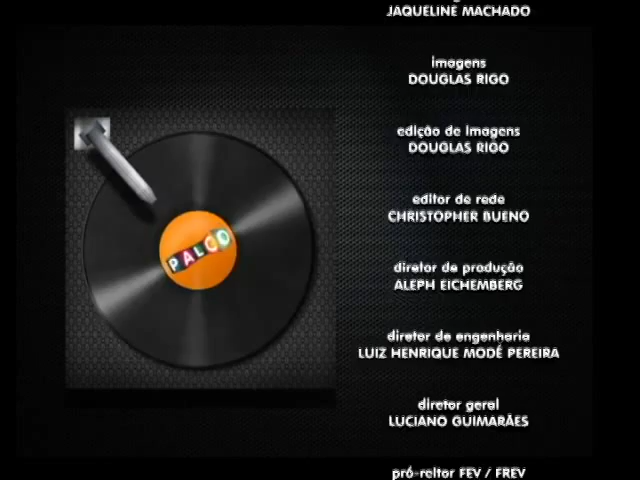 JAQUELINE MACHADO
imagens
DOUGLAS RIGO
edição de imagens
DOUGLAS RIGO
editor de rede
CHRISTOPHER BUENO
diretor de produção
ALEPH EICHEMBERG
diretor de engenharia
LUIZ HENRIQUE MODÉ PEREIRA
diretor geral
LUCIANO GUIMARÃES
pró-reitor FEV / FREV
PALCO